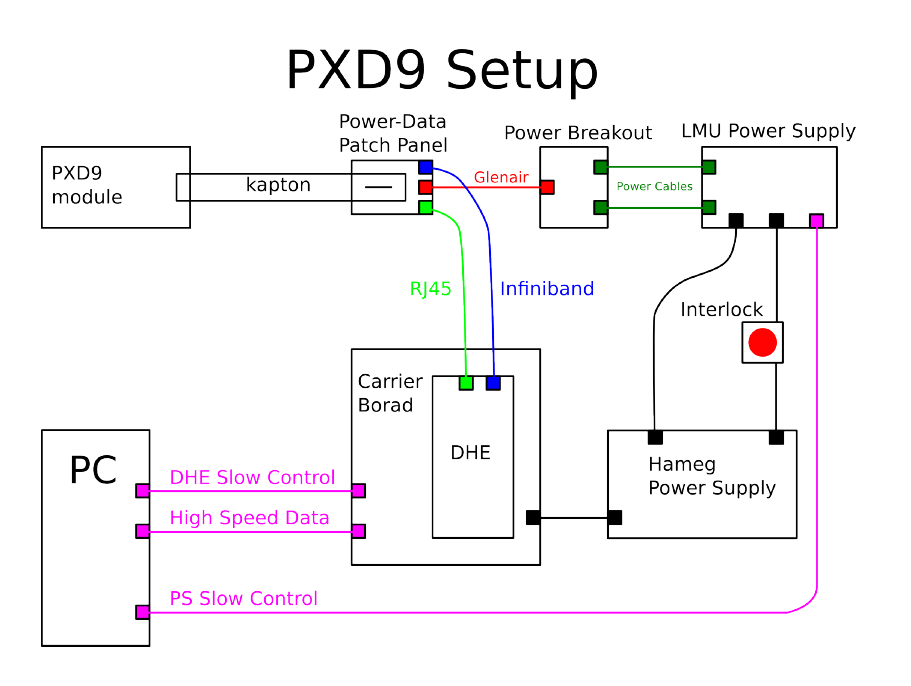 PXD9 Setup
Power-Data
Patch Panel
Power Breakout
LMU Power Supply
PXD9
module
kapton
Glenair
Power Cables
RJ45
Infiniband
Interlock
Carrier
Borad
DHE
PC
DHE Slow Control
High Speed Data
Hameg
Power Supply
PS Slow Control